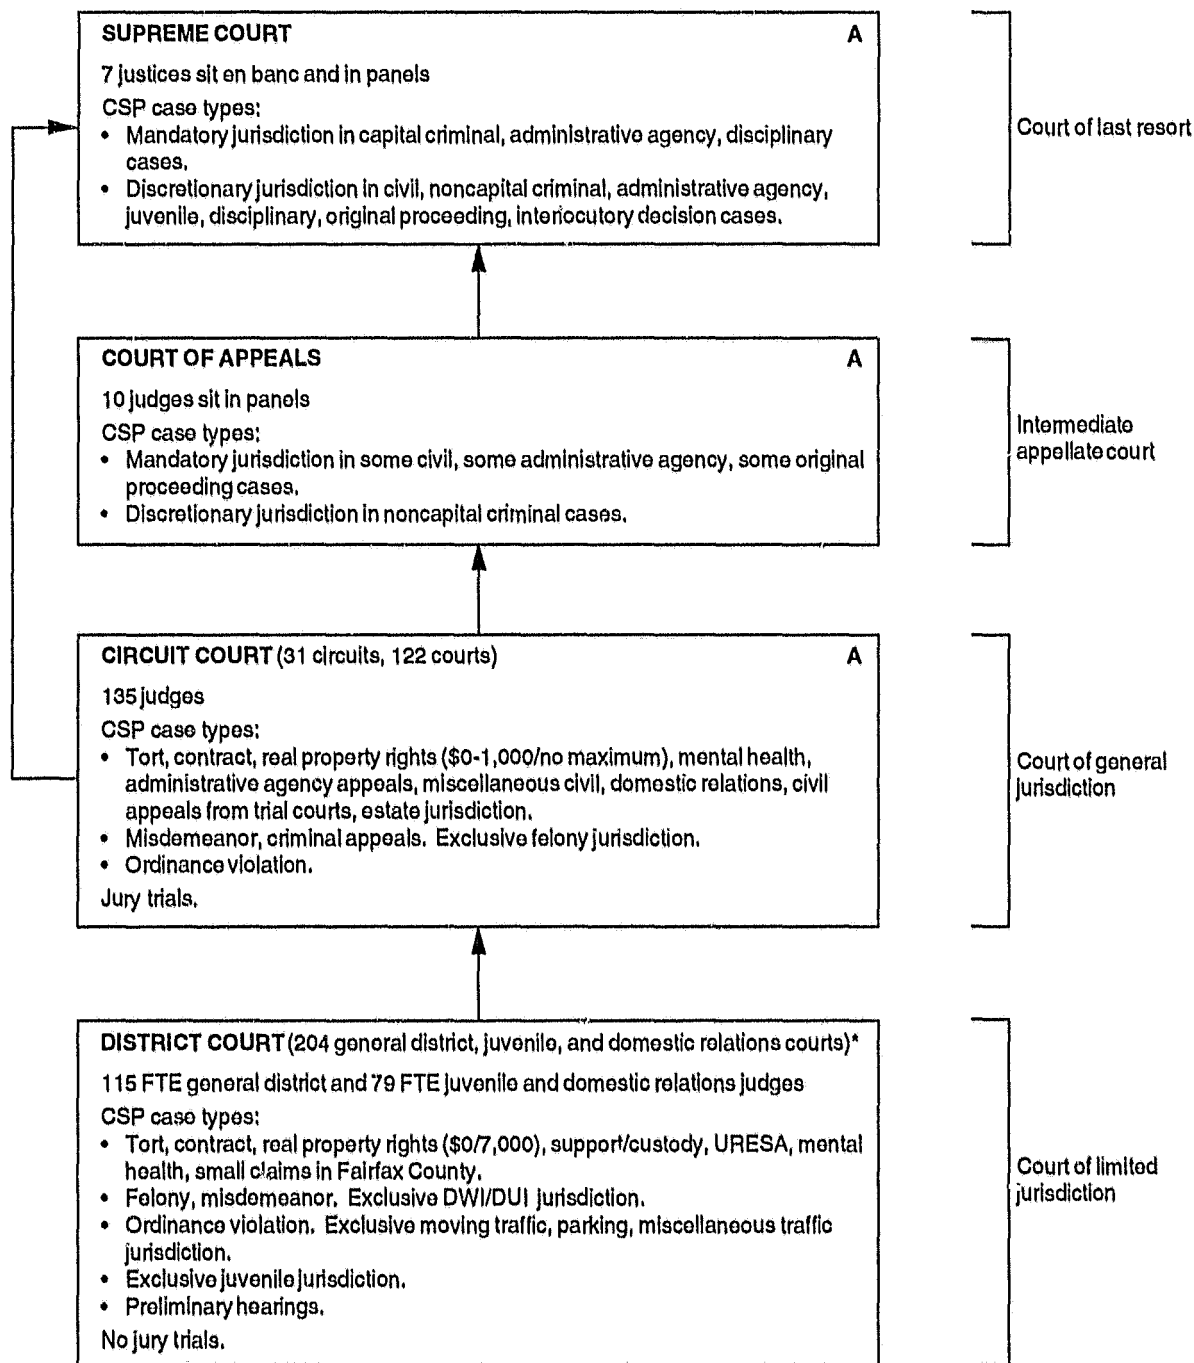 SUPREME COURT A
7 justices sit en banc and in panels
CSP case types:
• Mandatory jurisdiction in capital criminal, administrative agency, disciplinary
cases.
• Discretionary jurisdiction in civil, noncapital criminal, administrative agency,
juvenile, disciplinary, original proceeding, interlocutory decision cases.
Court of last resort
COURT OF APPEALS A
10 judges sit in panels
CSP case types:
• Mandatory jurisdiction in some civil, some administrative agency, some original
proceeding cases.
• Discretionary jurisdiction in noncapital criminal cases.
Intermediate
appellate court
CIRCUIT COURT (31 circuits, 122 courts) A
135 judges
CSP case types:
• Tort, contract, real property rights ($0-1,000/no maximum), mental health,
administrative agency appeals, miscellaneous civil, domestic relations, civil
appeals from trial courts, estate jurisdiction.
• Misdemeanor, criminal appeals. Exclusive felony jurisdiction.
• Ordinance violation.
Jury trials.
Court of general
jurisdiction
DISTRICT COURT (204 general district, juvenile, and domestic relations courts)*
115 FTE general district and 79 FTE juvenile and domestic relations judges
CSP case types:
• Tort, contract, real property rights ($0/7,000), support/custody, URESA, mental
health, small claims in Fairfax County.
• Felony, misdemeanor. Exclusive DWI/DUI jurisdiction.
• Ordinance violation. Exclusive moving traffic, parking, miscellaneous traffic
jurisdiction.
• Exclusive juvenile jurisdiction.
• Preliminary hearings.
No jury trials.
Court of limited
jurisdiction